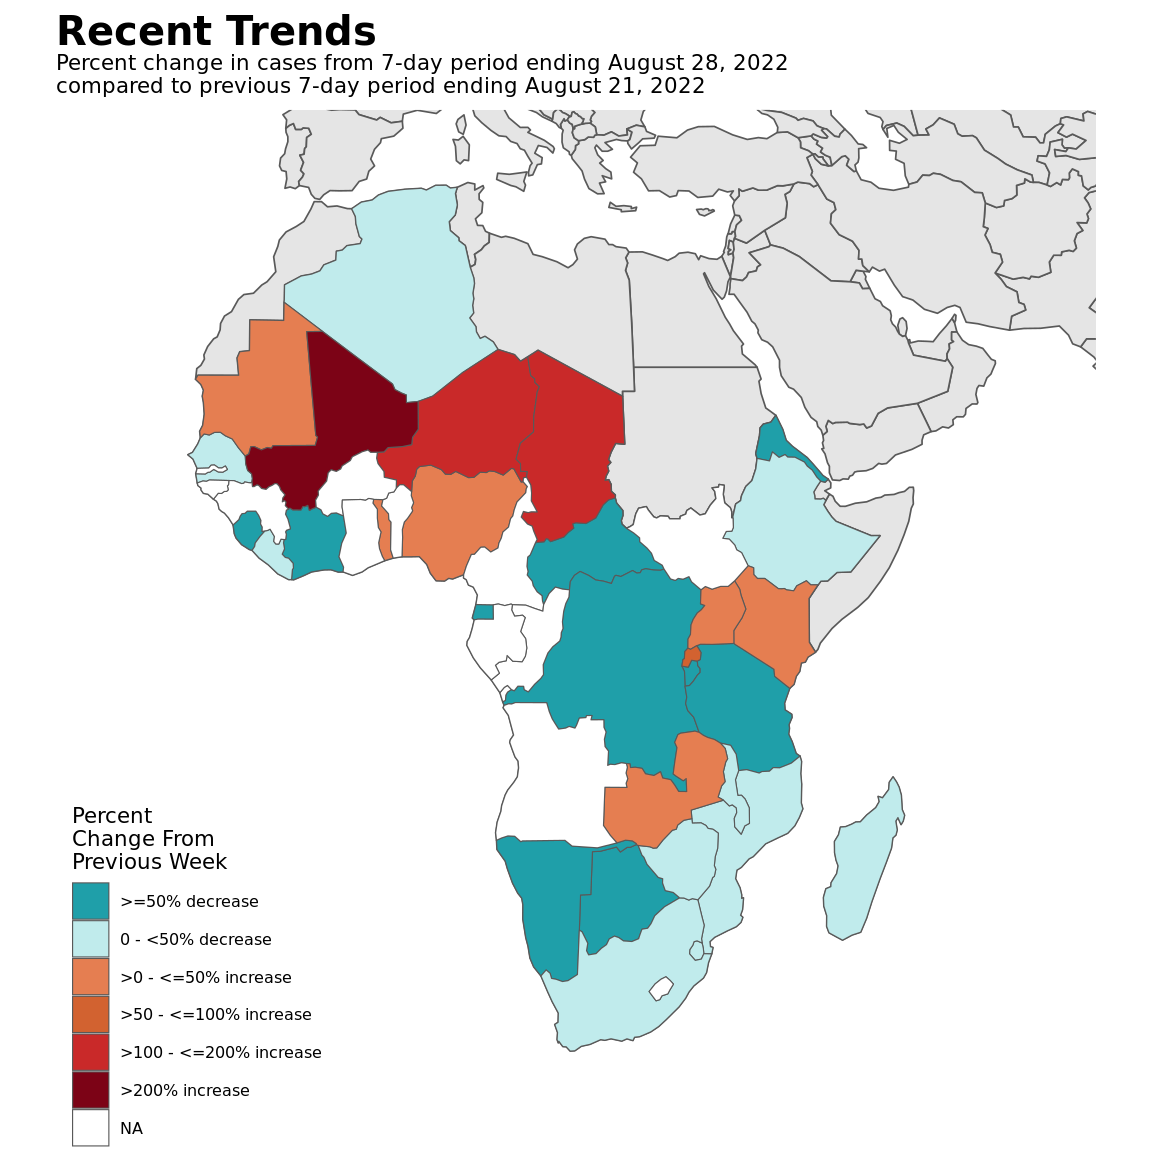 Recent Trends
Percent change in cases from 7-day period ending August 28, 2022
compared to previous 7-day period ending August 21, 2022
Percent
Change From
Previous Week
>=50% decrease
0 - <50% decrease
>0 - <=50% increase
>50 - <=100% increase
>100 - <=200% increase
>200% increase
NA